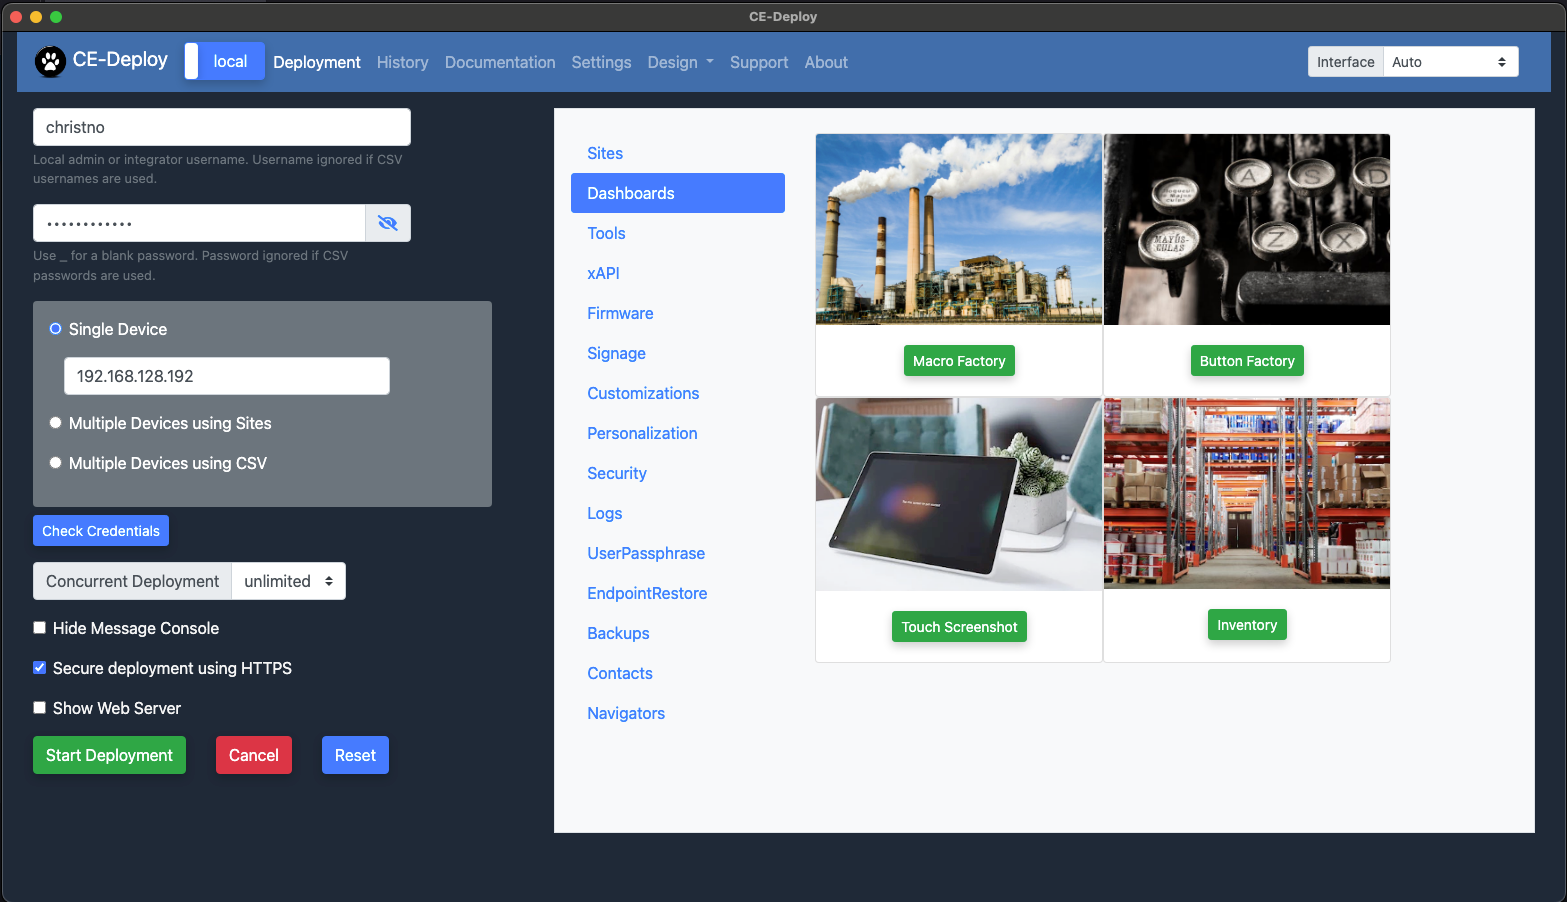 CE-Deploy
CE-Deploy
local
Deployment
History
Documentation
Settings
Design
Support
About
Interface
Auto
christno
Local admin or integrator username. Username ignored if CSV
usernames are used.
••••••••••••
Use _ for a blank password. Password ignored if CSV
passwords are used.
Single Device
192.168.128.192
Multiple Devices using Sites
Multiple Devices using CSV
Check Credentials
Concurrent Deployment
unlimited
Hide Message Console
Secure deployment using HTTPS
Show Web Server
Start Deployment
Cancel
Reset
Sites
Dashboards
Tools
xAPI
Firmware
Signage
Customizations
Personalization
Security
Logs
UserPassphrase
EndpointRestore
Backups
Contacts
Navigators
A
S
D
MAYUS-
CULAS
Z
X
Macro Factory
Button Factory
Touch Screenshot
Inventory